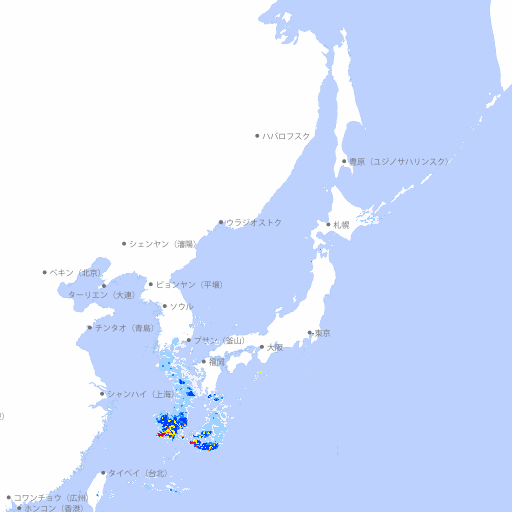 ハバロフスク
豊原（ユジノサハリンスク）
ウラジオストク
札幌
シェンヤン（瀋陽）
ペキン（北京）
ピョンヤン（平壌）
ターリエン（大連）
ソウル
チンタオ（青島）
東京
プサン（釜山）
大阪
福岡
シャンハイ（上海）
タイペイ（台北）
コワンチョウ（広州）
ホンコン（香港）